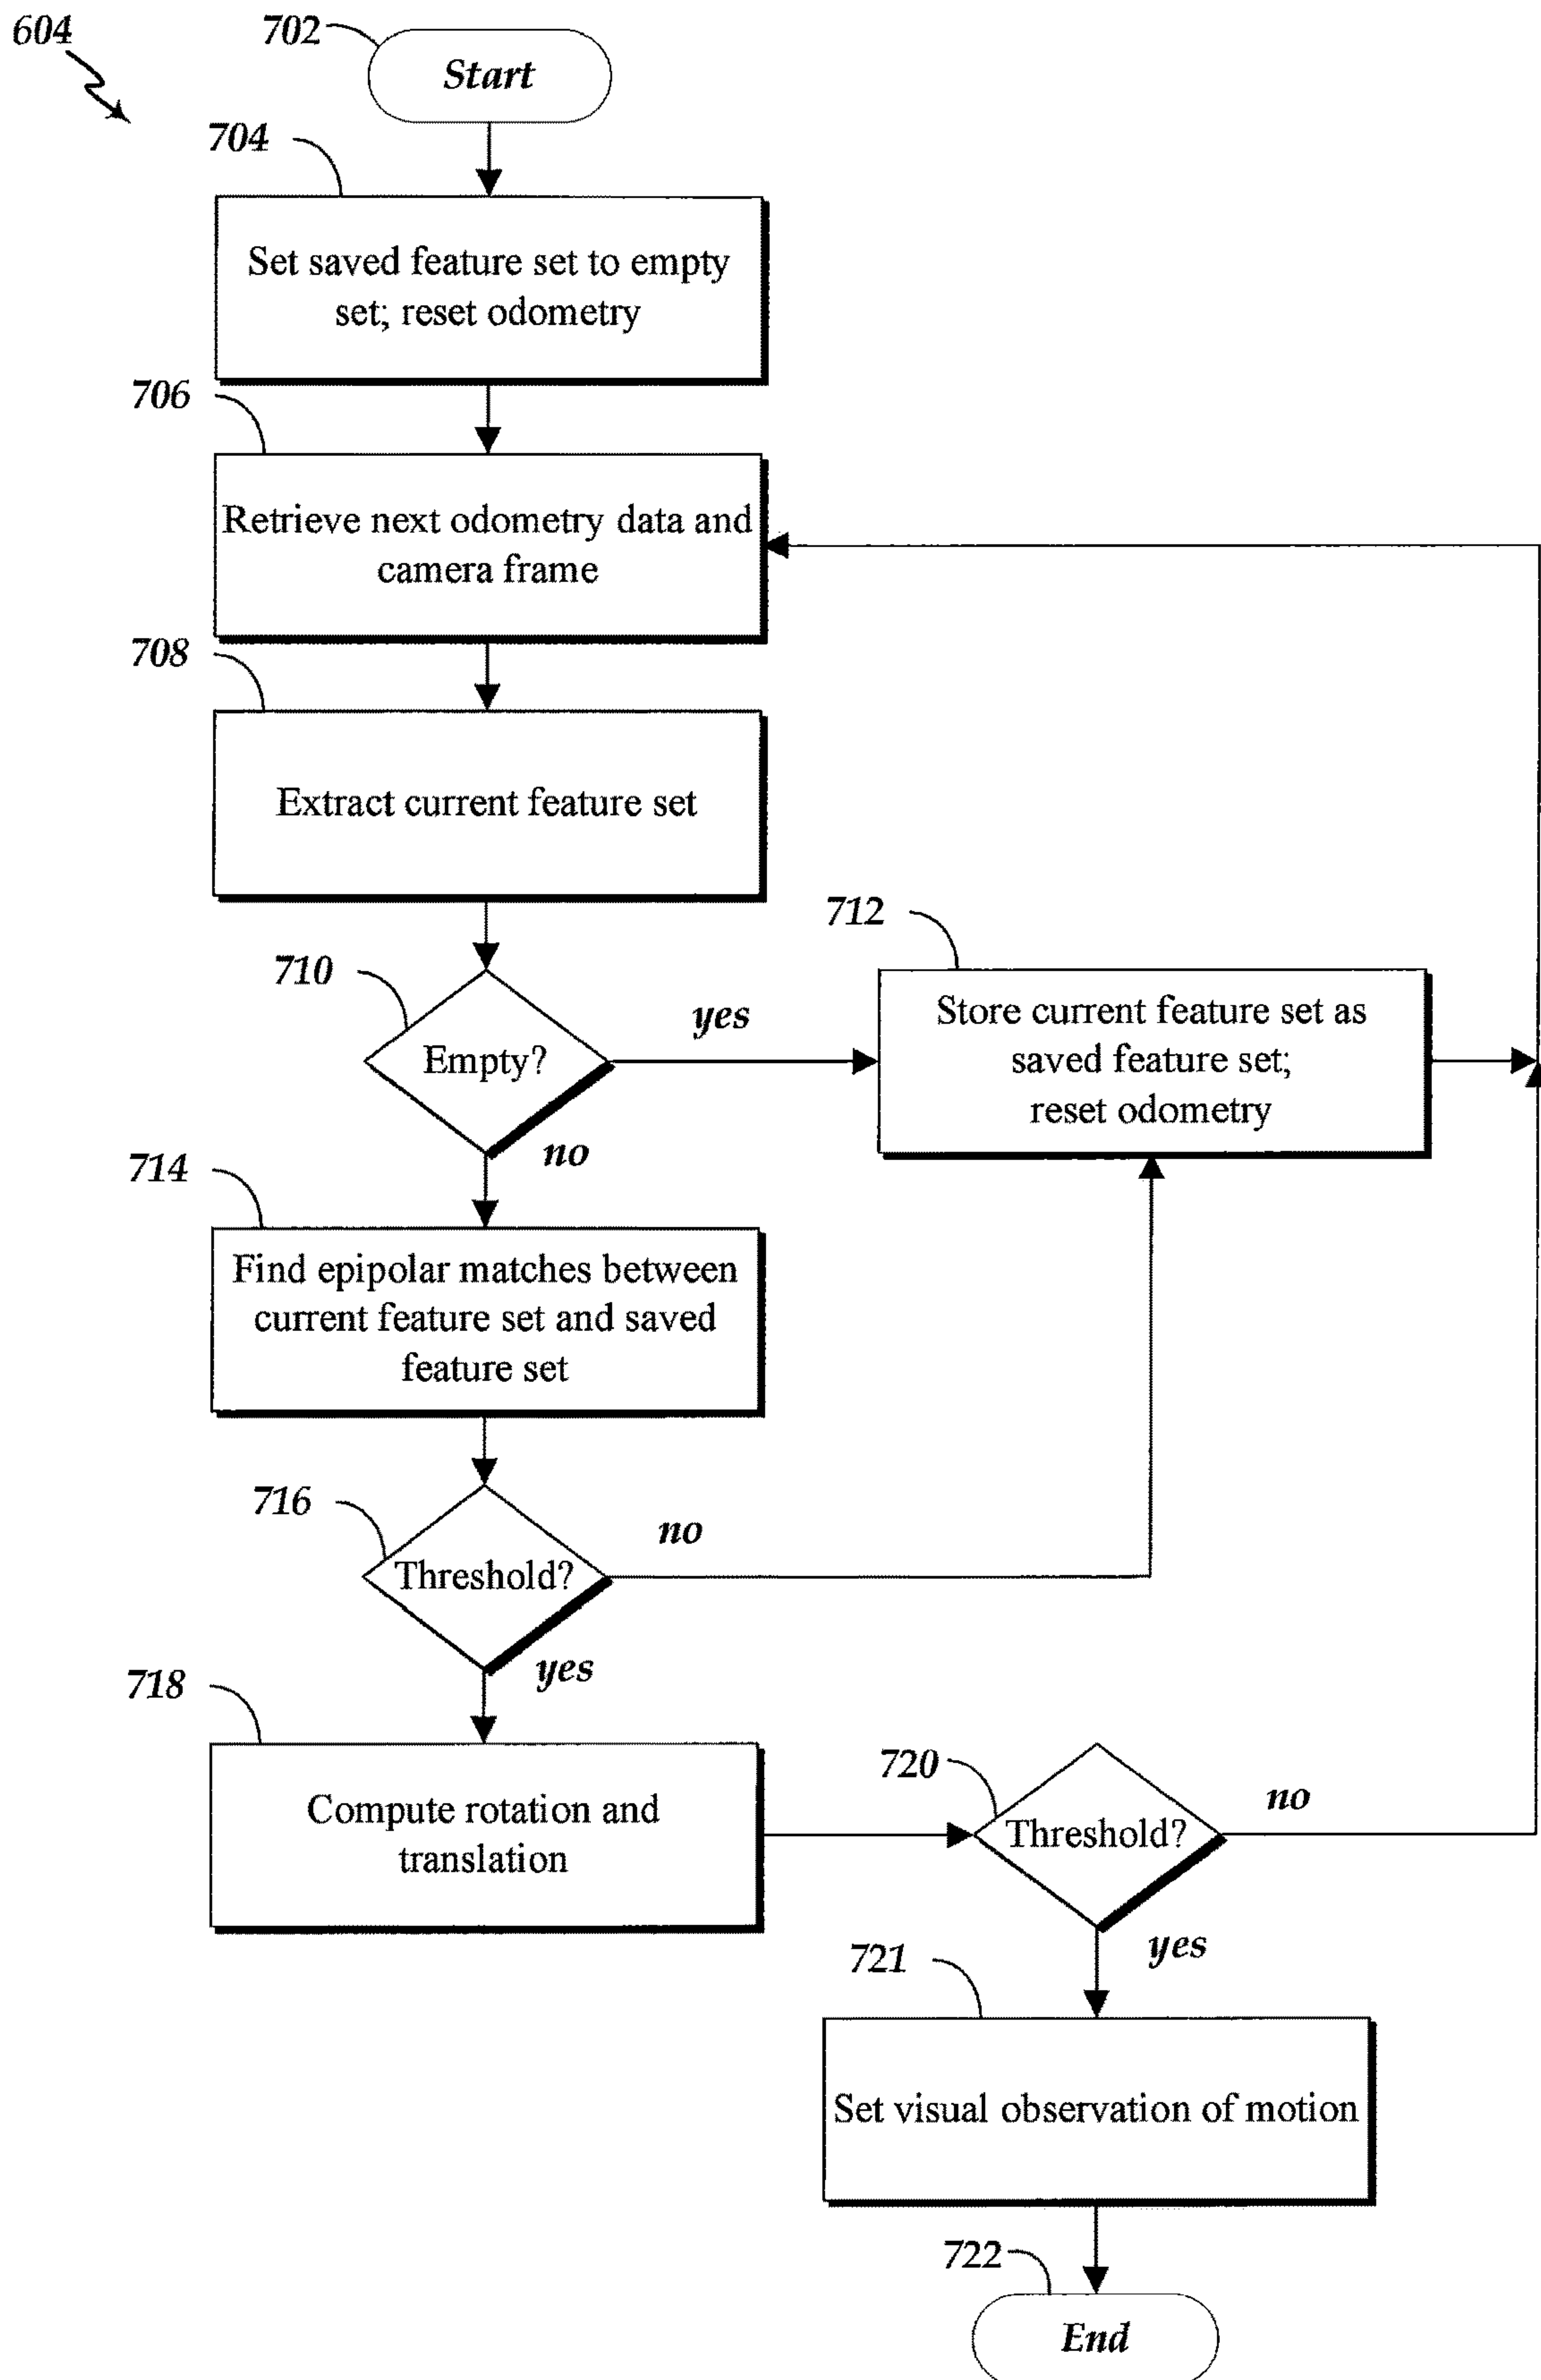 604
702
Start
704
Set saved feature set to empty
set; reset odometry
706
Retrieve next odometry data and
camera frame
708
Extract current feature set
710
Empty?
yes
no
712
Store current feature set as
saved feature set;
reset odometry
714
Find epipolar matches between
current feature set and saved
feature set
716
Threshold?
no
yes
718
Compute rotation and
translation
720
Threshold?
no
yes
721
Set visual observation of motion
722
End